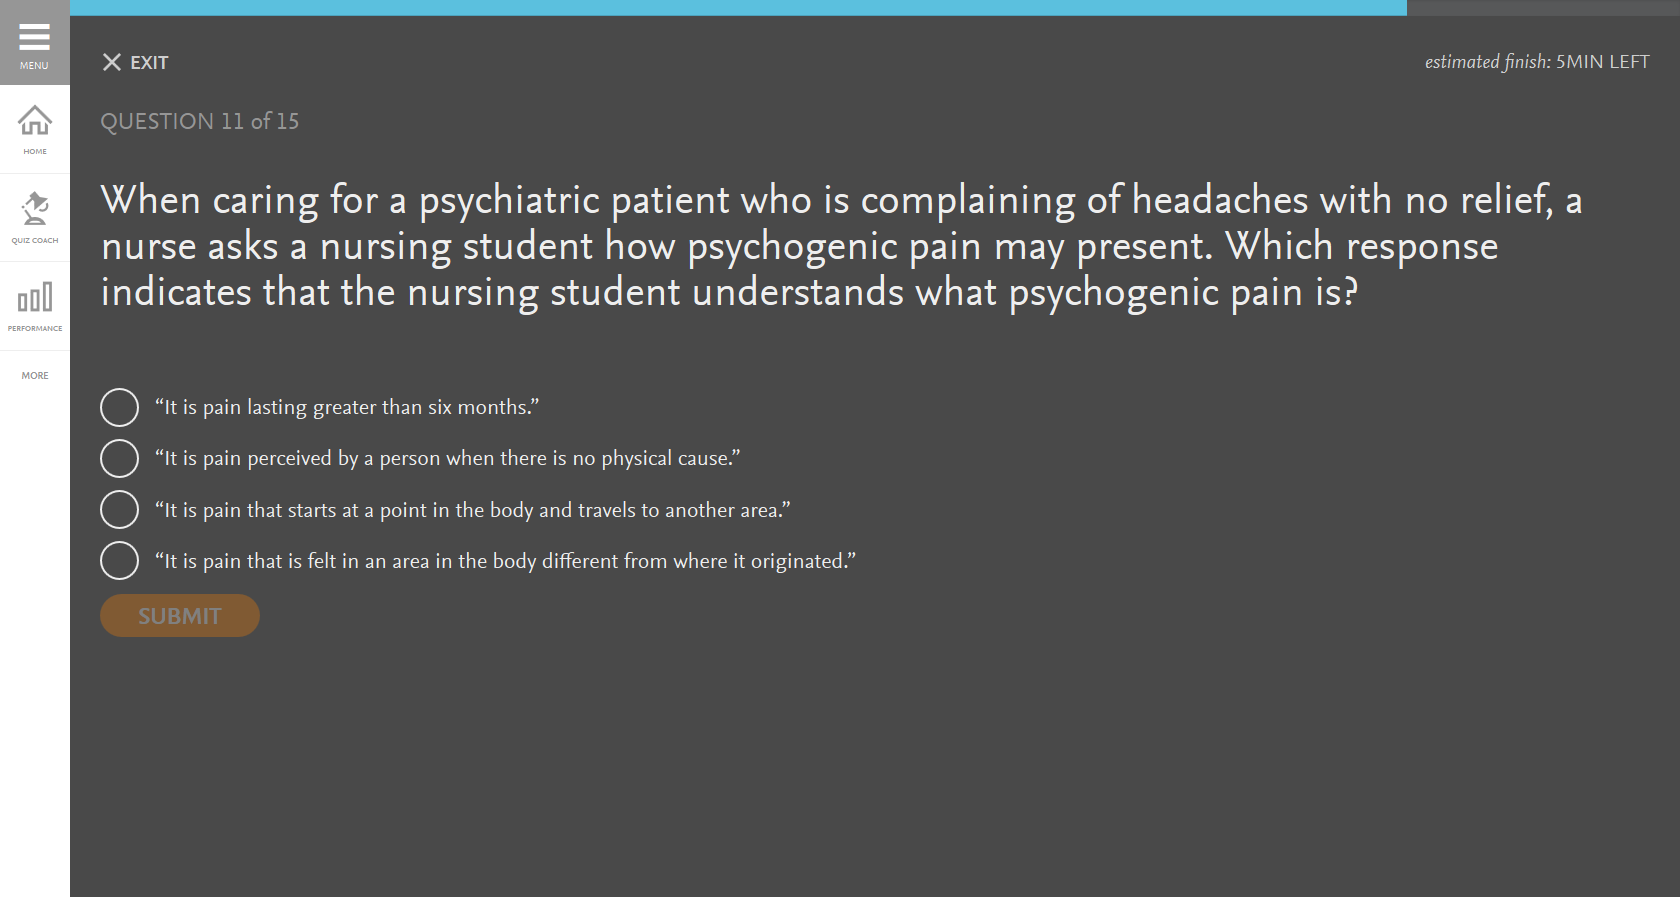 MENU
EXIT
estimated finish: 5MIN LEFT
HOME
QUIZ COACH
PERFORMANCE
MORE
QUESTION 11 of 15
When caring for a psychiatric patient who is complaining of headaches with no relief, a
nurse asks a nursing student how psychogenic pain may present. Which response
indicates that the nursing student understands what psychogenic pain is?
“It is pain lasting greater than six months.”
“It is pain perceived by a person when there is no physical cause.”
“It is pain that starts at a point in the body and travels to another area.”
“It is pain that is felt in an area in the body different from where it originated.”
SUBMIT